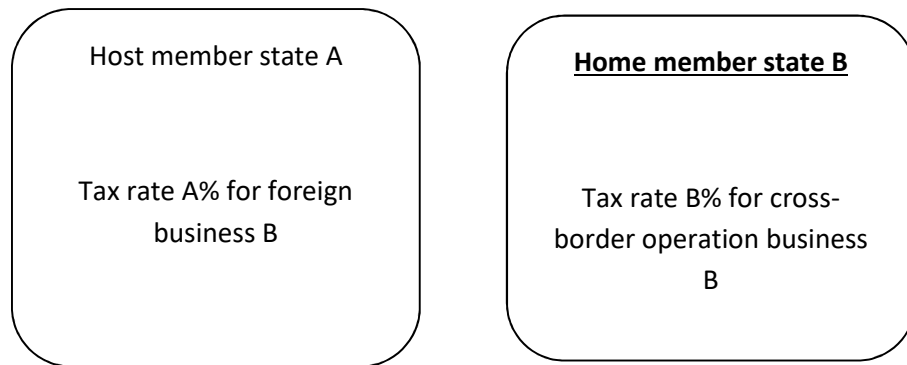 Host member state A
Tax rate A% for foreign
business B
Home member state B
Tax rate B% for cross-
border operation business
B